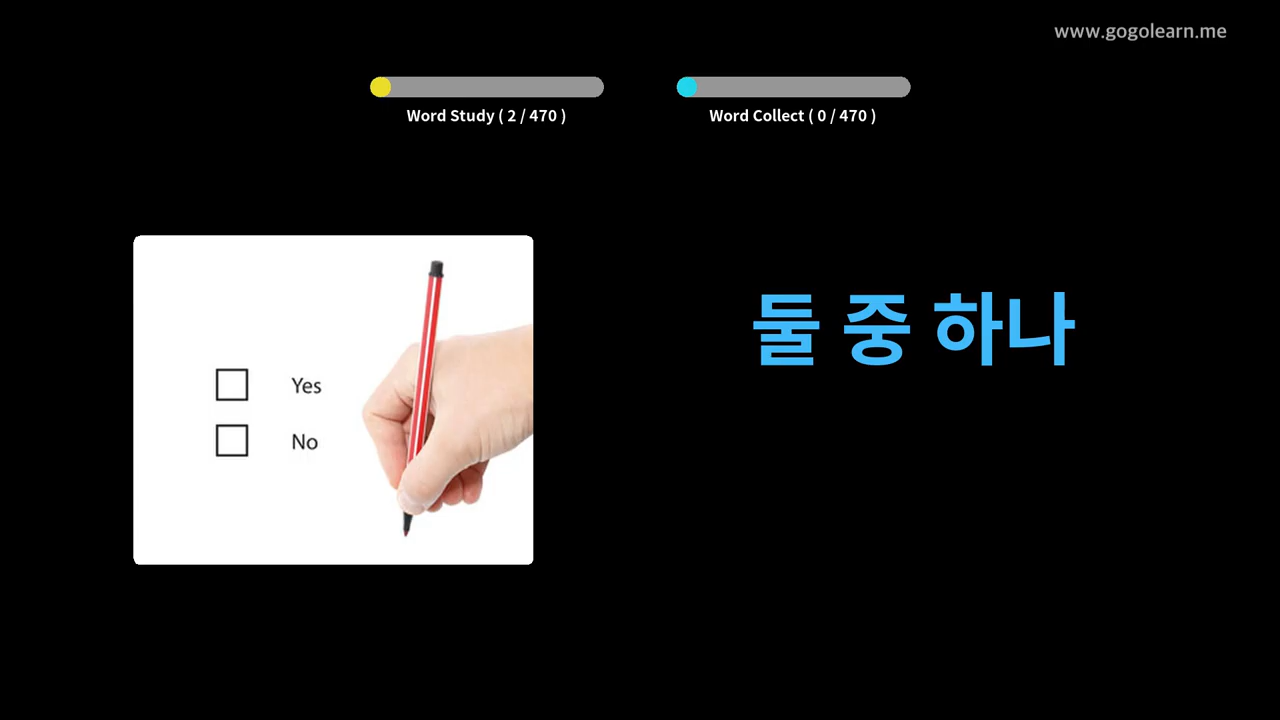 www.gogolearn.me
Word Study ( 2 / 470 )
Word Collect ( 0 / 470 )
Yes
No
둘 중 하나